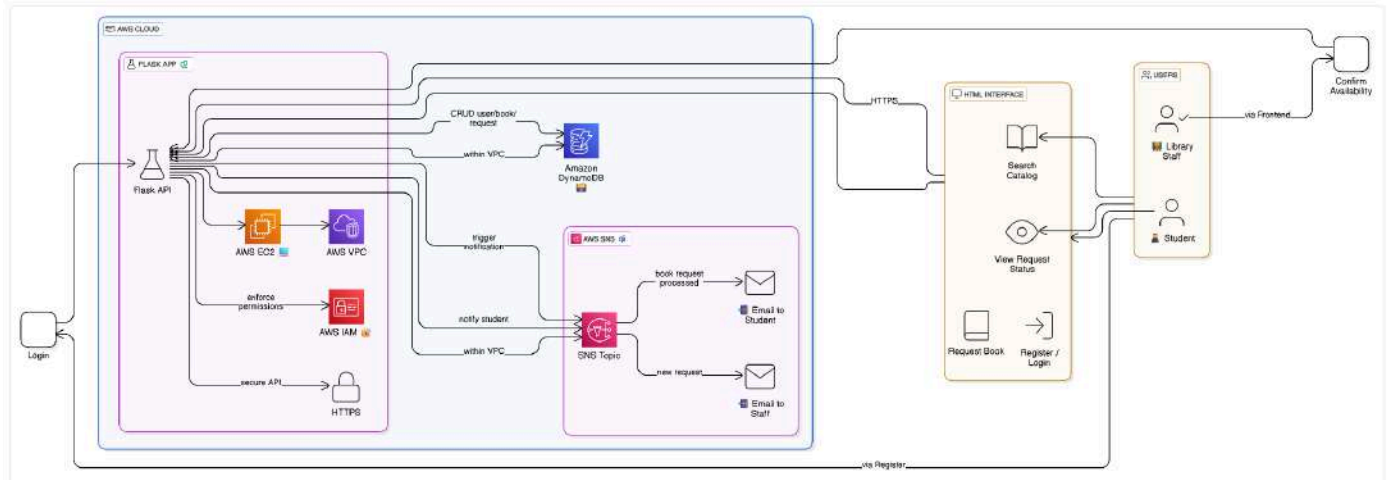 AWS CLOUD
FLASK APP
Flask API
CRUD user/book/
request
within VPC
Amazon
DynamoDB
AWS EC2
AWS VPC
enforce
permissions
AWS IAM
secure API
HTTPS
trigger
notification
notify student
within VPC
AWS SNS
SNS Topic
book request
processed
Email to
Student
new request
Email to
Staff
Login
HTTPS
HTML INTERFACE
Search
Catalog
View Request
Status
Request Book
Register /
Login
USERS
Library
Staff
Student
via Frontend
Confirm
Availability
via Register